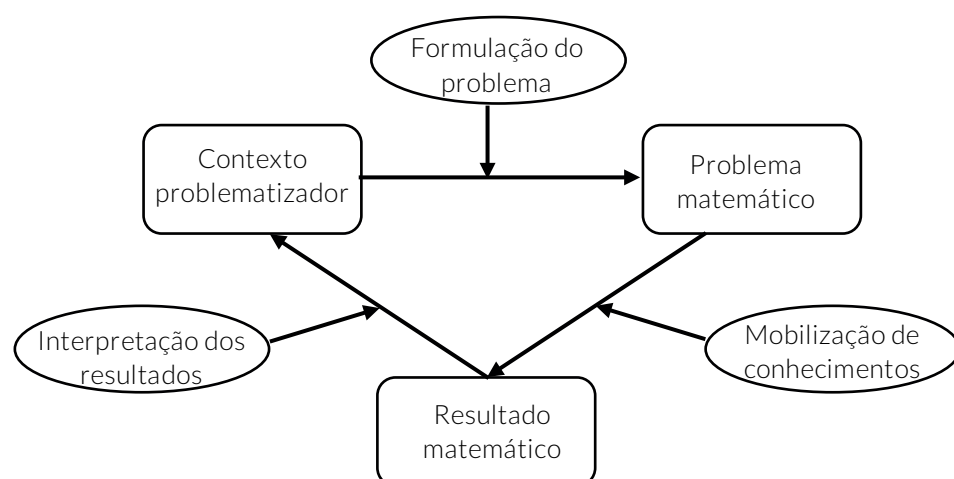 Formulação do
problema
Contexto
problematizador
Problema
matemático
Interpretação dos
resultados
Mobilização de
conhecimentos
Resultado
matemático